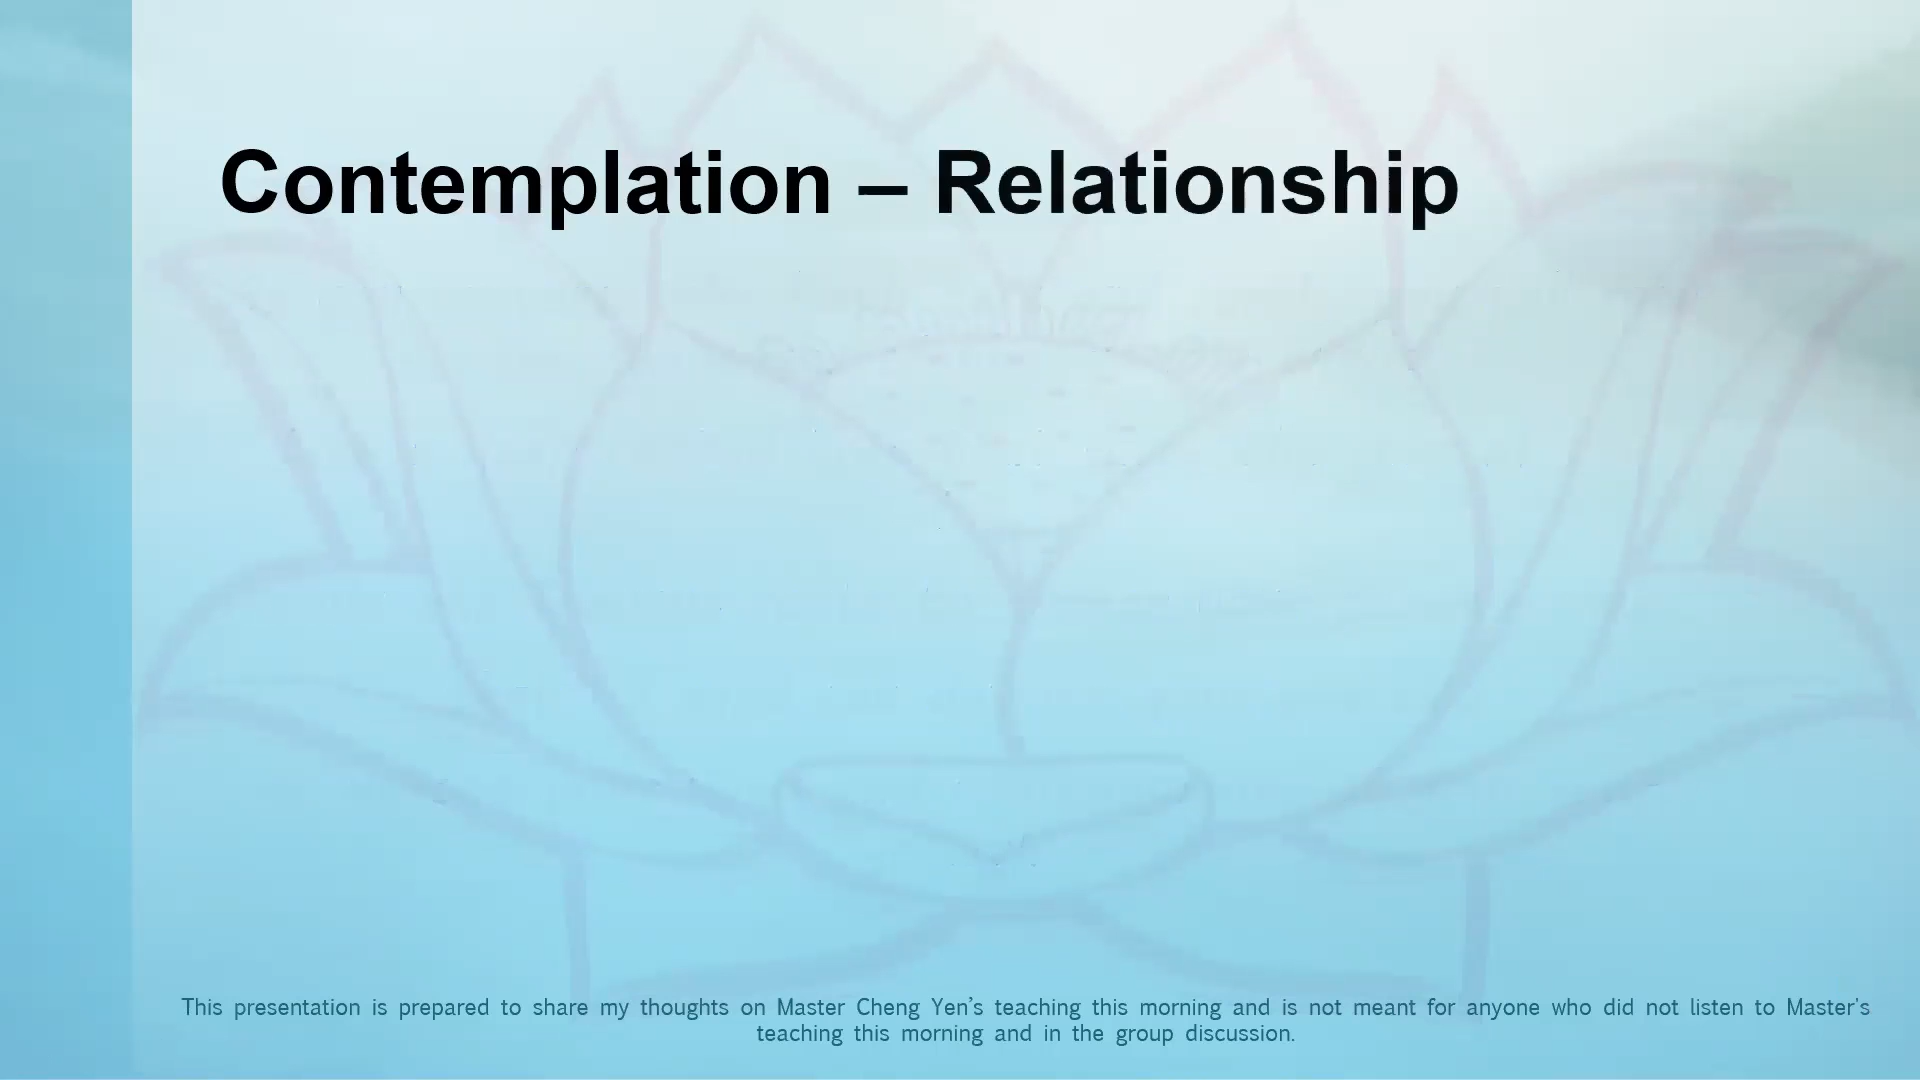 Contemplation – Relationship
This presentation is prepared to share my thoughts on Master Cheng Yen’s teaching this morning and is not meant for anyone who did not listen to Master's
teaching this morning and in the group discussion.